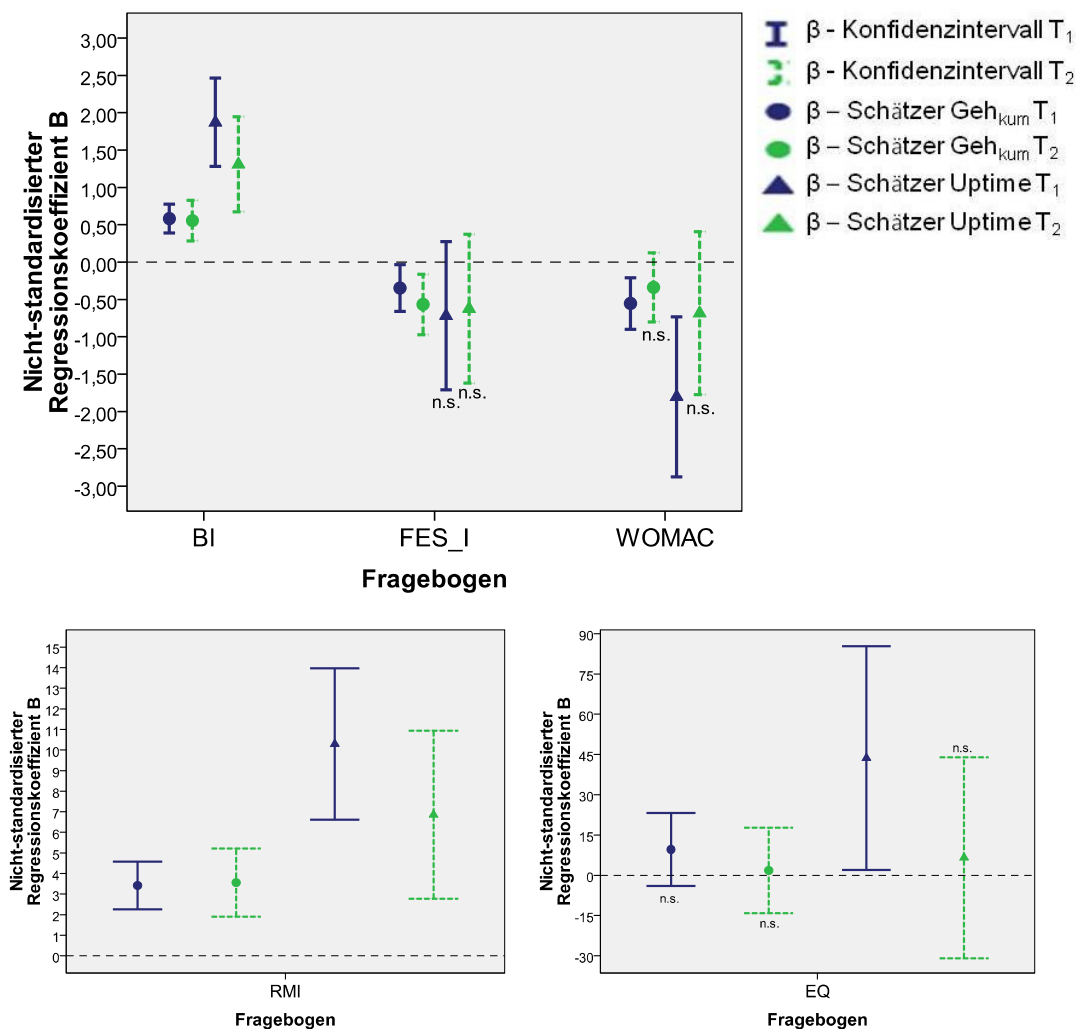 3,00
2,50
2,00
1,50
1,00
0,50
0,00
-0,50
-1,00
-1,50
-2,00
-2,50
-3,00
Nicht-standardisierter
Regressionskoeffizient B
n.s.
n.s.
n.s.
n.s.
BI
FES_I
WOMAC
Fragebogen
β - Konfidenzintervall T1
β - Konfidenzintervall T2
β – Schätzer Gehkum T1
β – Schätzer Gehkum T2
β – Schätzer Uptime T1
β – Schätzer Uptime T2
15
14
13
12
11
10
9
8
7
6
5
4
3
2
1
0
Nicht-standardisierter
Regressionskoeffizient B
RMI
Fragebogen
90
75
60
45
30
15
0
-15
-30
Nicht-standardisierter
Regressionskoeffizient B
n.s.
n.s.
n.s.
EQ
Fragebogen